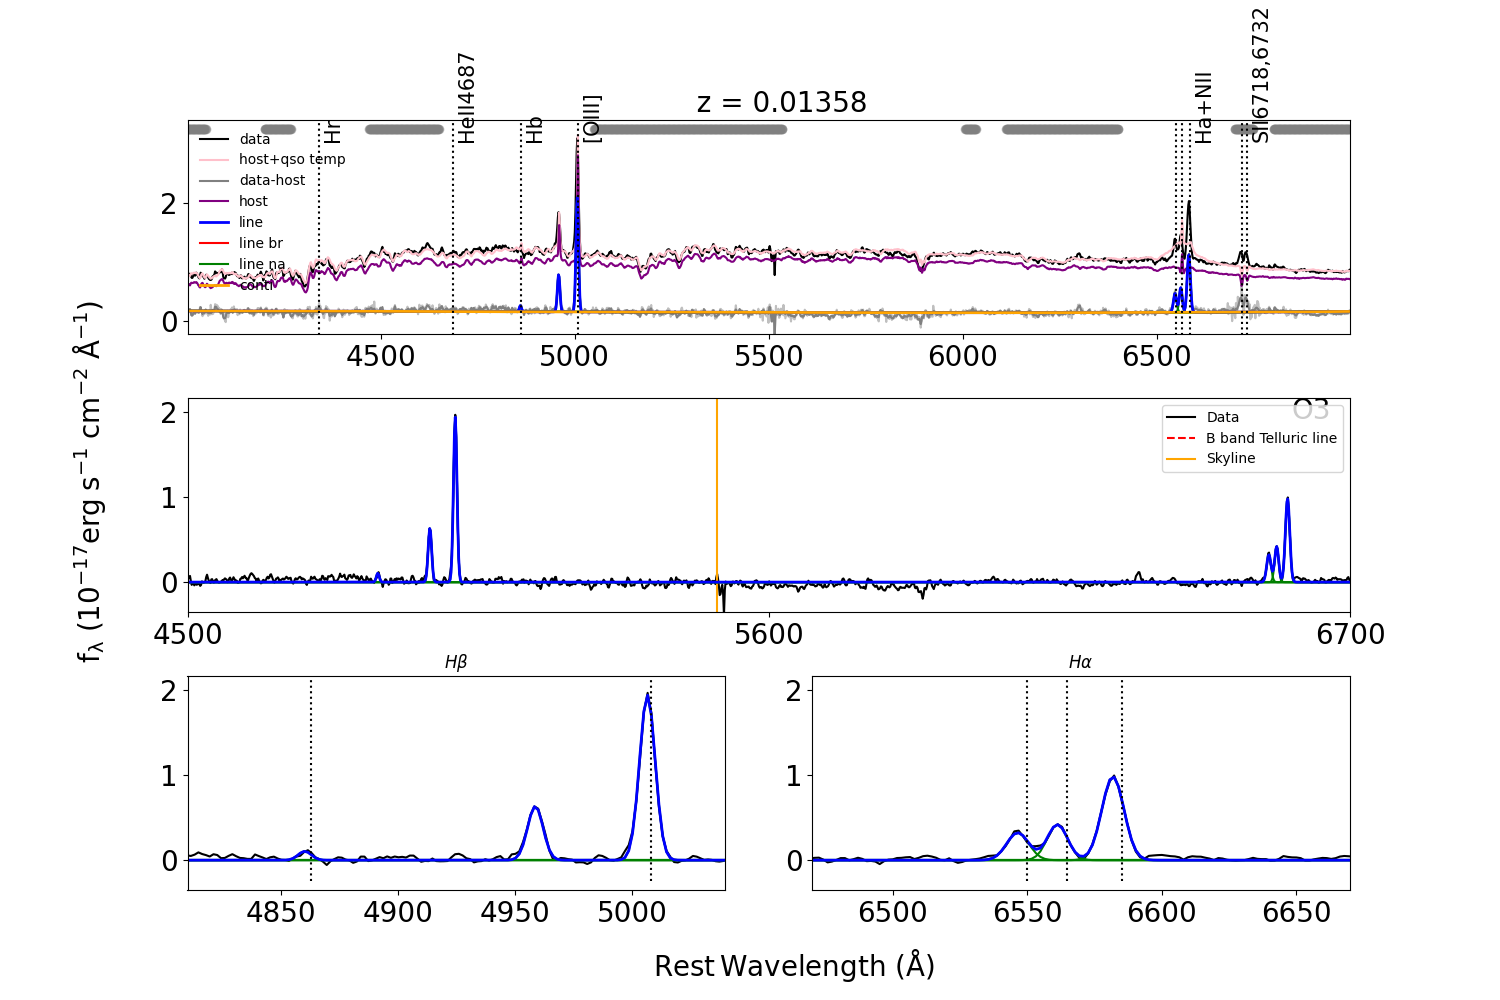 z = 0.01358
Hr
HeII4687
Hb
[OIII]
Ha+NII
SII6718,6732
data
host+qso temp
data-host
host
line
line br
line na
conti
2
0
4500
5000
5500
6000
6500
fλ (10⁻¹⁷erg s⁻¹ cm⁻² Å⁻¹)
O3
Data
B band Telluric line
Skyline
2
1
0
4500
5600
6700
Hβ
2
1
0
4850
4900
4950
5000
Hα
2
1
0
6500
6550
6600
6650
Rest Wavelength (Å)